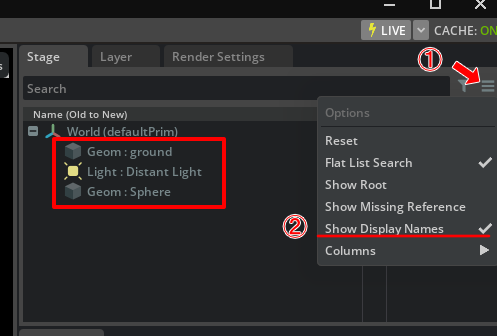 s
LIVE
CACHE: ON
Stage
Layer
Render Settings
①
Search
Name (Old to New)
World (defaultPrim)
Geom : ground
Light : Distant Light
Geom : Sphere
Options
Reset
Flat List Search
Show Root
Show Missing Reference
②
Show Display Names
Columns